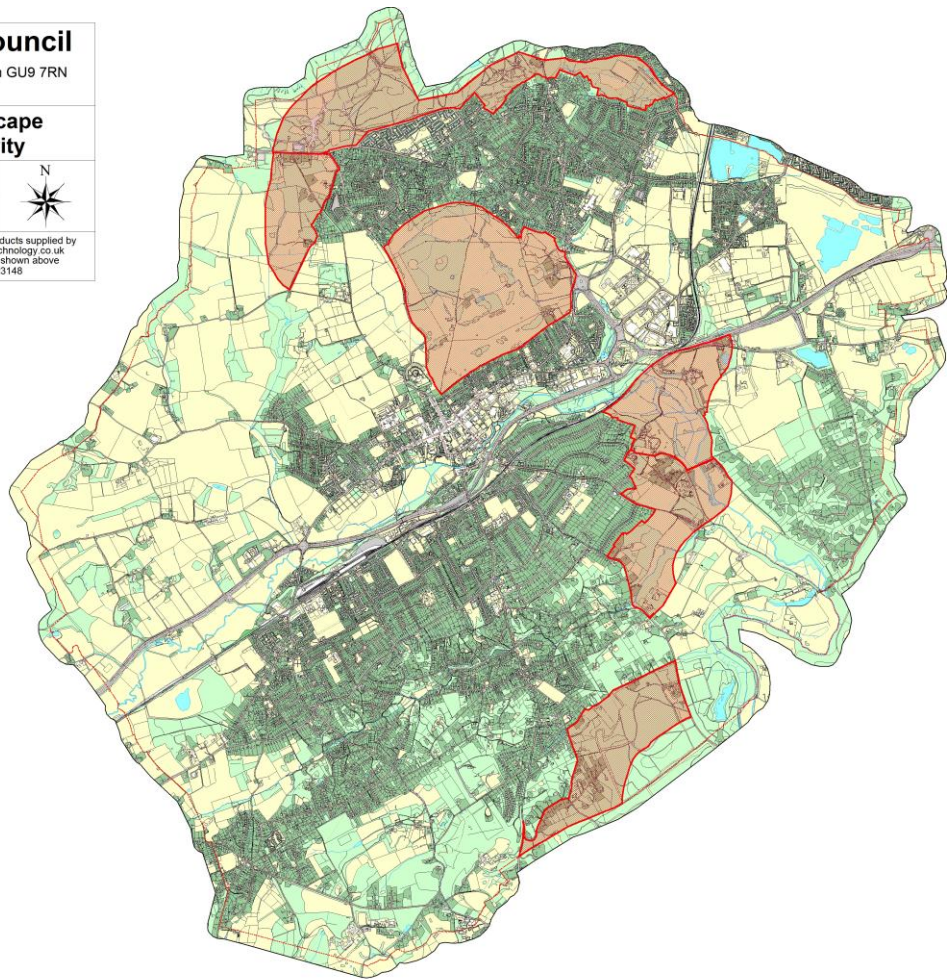 ouncil
GU9 7RN
cape
ity
N
ducts supplied by
chnology.co.uk
shown above
3148